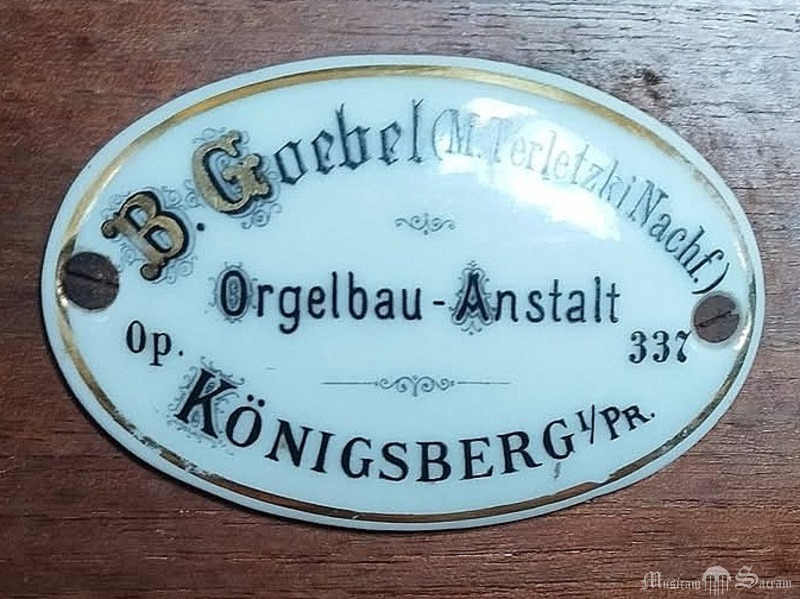 B. Goebel (M. Terletzki Nachf.)
Orgelbau-Anstalt
Op. 337
KÖNIGSBERG I/PR.
Musicam Sacram